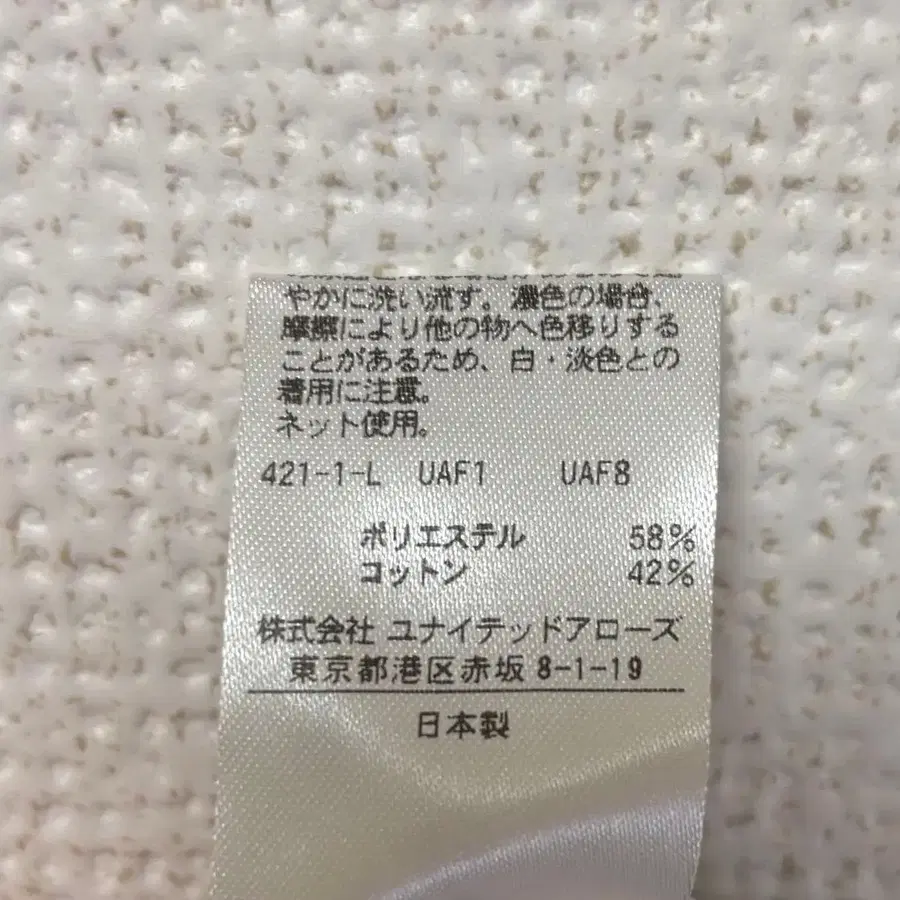 やかに洗い流す。濃色の場合、
摩擦により他の物へ色移りする
ことがあるため、白・淡色との
着用に注意。
ネット使用。
421-1-L UAF1 UAF8
ポリエステル 58%
コットン 42%
株式会社 ユナイテッドアローズ
東京都港区赤坂 8-1-19
日本製